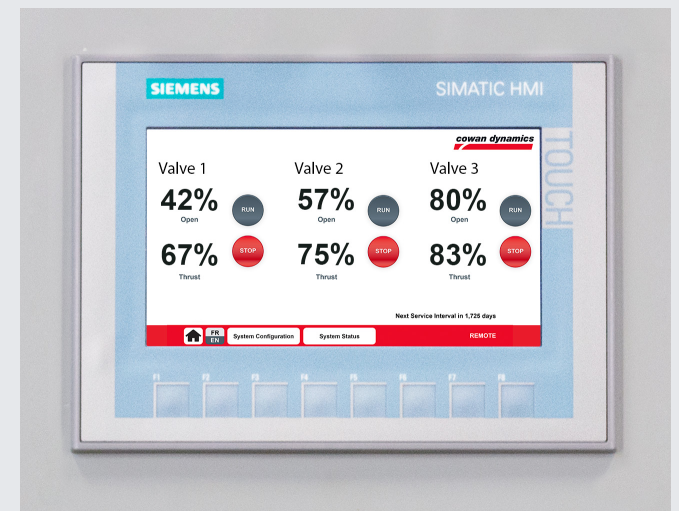 SIEMENS
SIMATIC HMI
TOUCH
cowan dynamics
Valve 1
Valve 2
Valve 3
42%
Open
RUN
57%
Open
RUN
80%
Open
RUN
67%
Thrust
STOP
75%
Thrust
STOP
83%
Thrust
STOP
Next Service Interval in 1,725 days
FR
EN
System Configuration
System Status
REMOTE
F1
F2
F3
F4
F5
F6
F7
F8